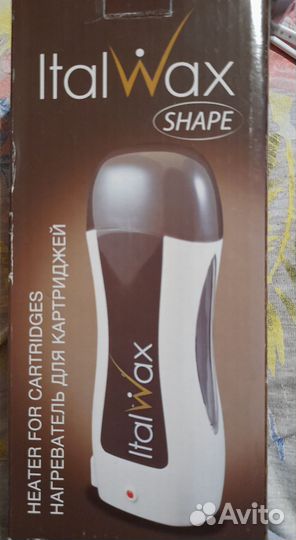 ItalWax
SHAPE
HEATER FOR CARTRIDGES
НАГРЕВАТЕЛЬ ДЛЯ КАРТРИДЖЕЙ
ItalWax
Avito